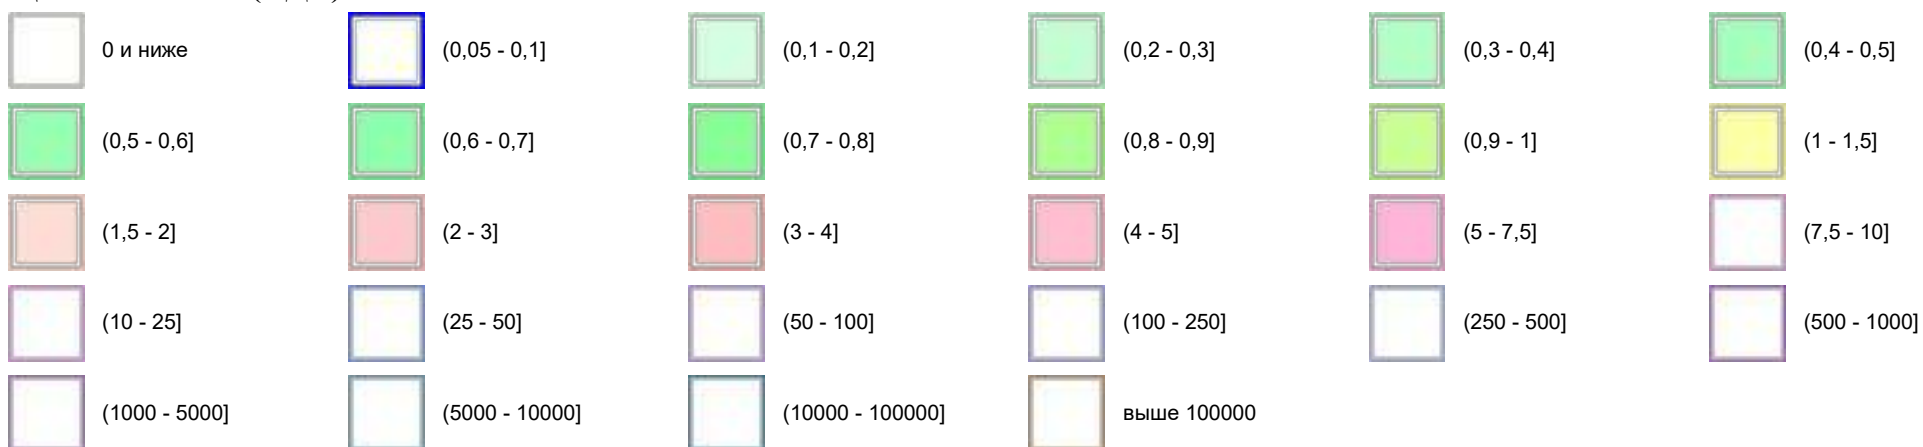 0 и ниже (0,05 - 0,1] (0,1 - 0,2] (0,2 - 0,3] (0,3 - 0,4] (0,4 - 0,5]
(0,5 - 0,6] (0,6 - 0,7] (0,7 - 0,8] (0,8 - 0,9] (0,9 - 1] (1 - 1,5]
(1,5 - 2] (2 - 3] (3 - 4] (4 - 5] (5 - 7,5] (7,5 - 10]
(10 - 25] (25 - 50] (50 - 100] (100 - 250] (250 - 500] (500 - 1000]
(1000 - 5000] (5000 - 10000] (10000 - 100000] выше 100000